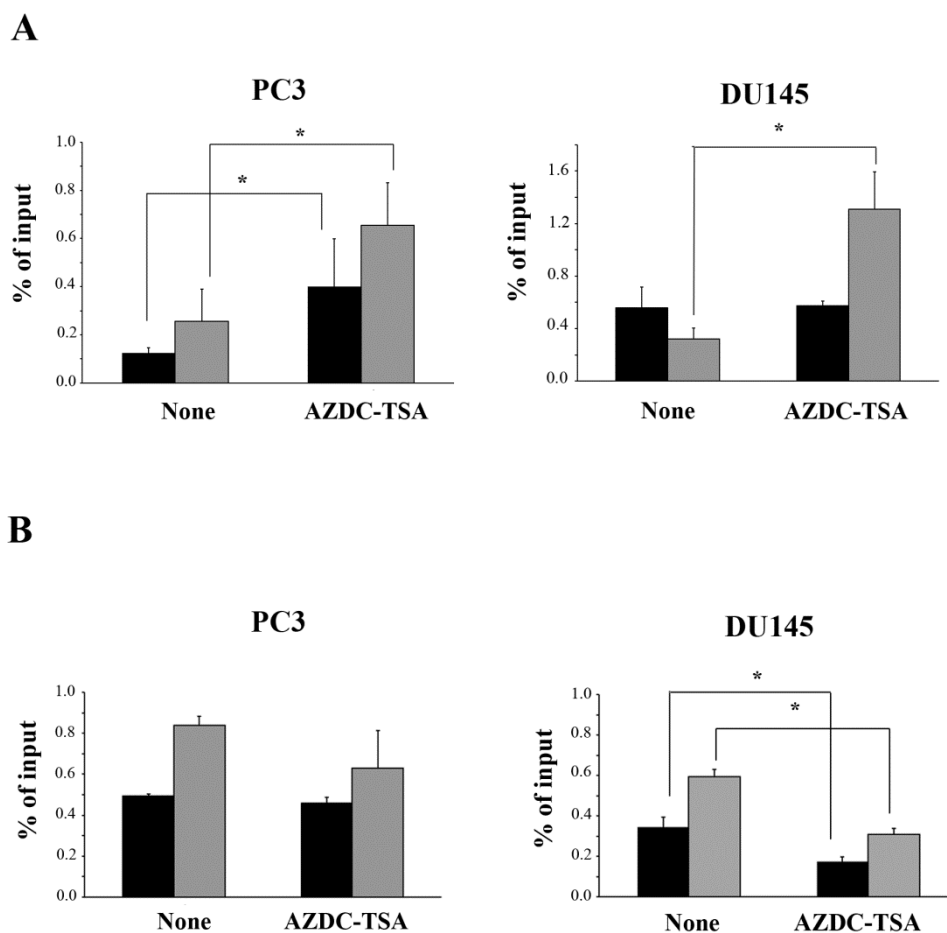 A
PC3
% of input
1.0
0.8
0.6
0.4
0.2
0.0
*
*
None
AZDC-TSA
DU145
% of input
1.6
1.2
0.8
0.4
0.0
*
None
AZDC-TSA
B
PC3
% of input
1.0
0.8
0.6
0.4
0.2
0.0
None
AZDC-TSA
DU145
% of input
1.0
0.8
0.6
0.4
0.2
0.0
*
*
None
AZDC-TSA